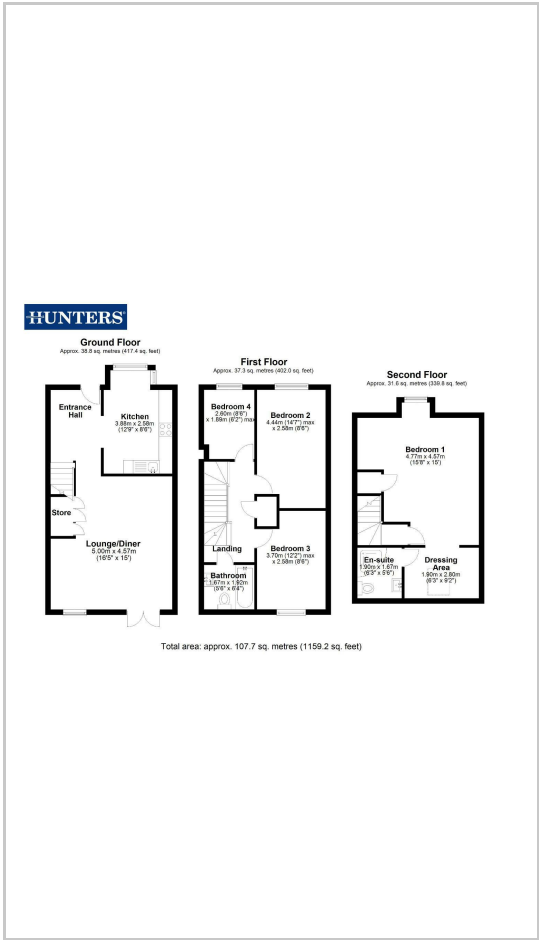 HUNTERS
Ground Floor
Approx. 38.8 sq. metres (417.4 sq. feet)
Entrance
Hall
Kitchen
3.88m x 2.58m
(12'9" x 8'6")
Store
Lounge/Diner
5.00m x 4.57m
(16'5" x 15')
First Floor
Approx. 37.3 sq. metres (402.0 sq. feet)
Bedroom 4
2.60m (8'6")
x 1.89m (6'2") max
Bedroom 2
4.44m (14'7") max
x 2.58m (8'6")
Landing
Bedroom 3
3.70m (12'2") max
x 2.58m (8'6")
Bathroom
1.67m x 1.92m
(5'6" x 6'4")
Second Floor
Approx. 31.6 sq. metres (339.8 sq. feet)
Bedroom 1
4.77m x 4.57m
(15'8" x 15')
En-suite
1.90m x 1.67m
(6'3" x 5'6")
Dressing
Area
1.90m x 2.80m
(6'3" x 9'2")
Total area: approx. 107.7 sq. metres (1159.2 sq. feet)